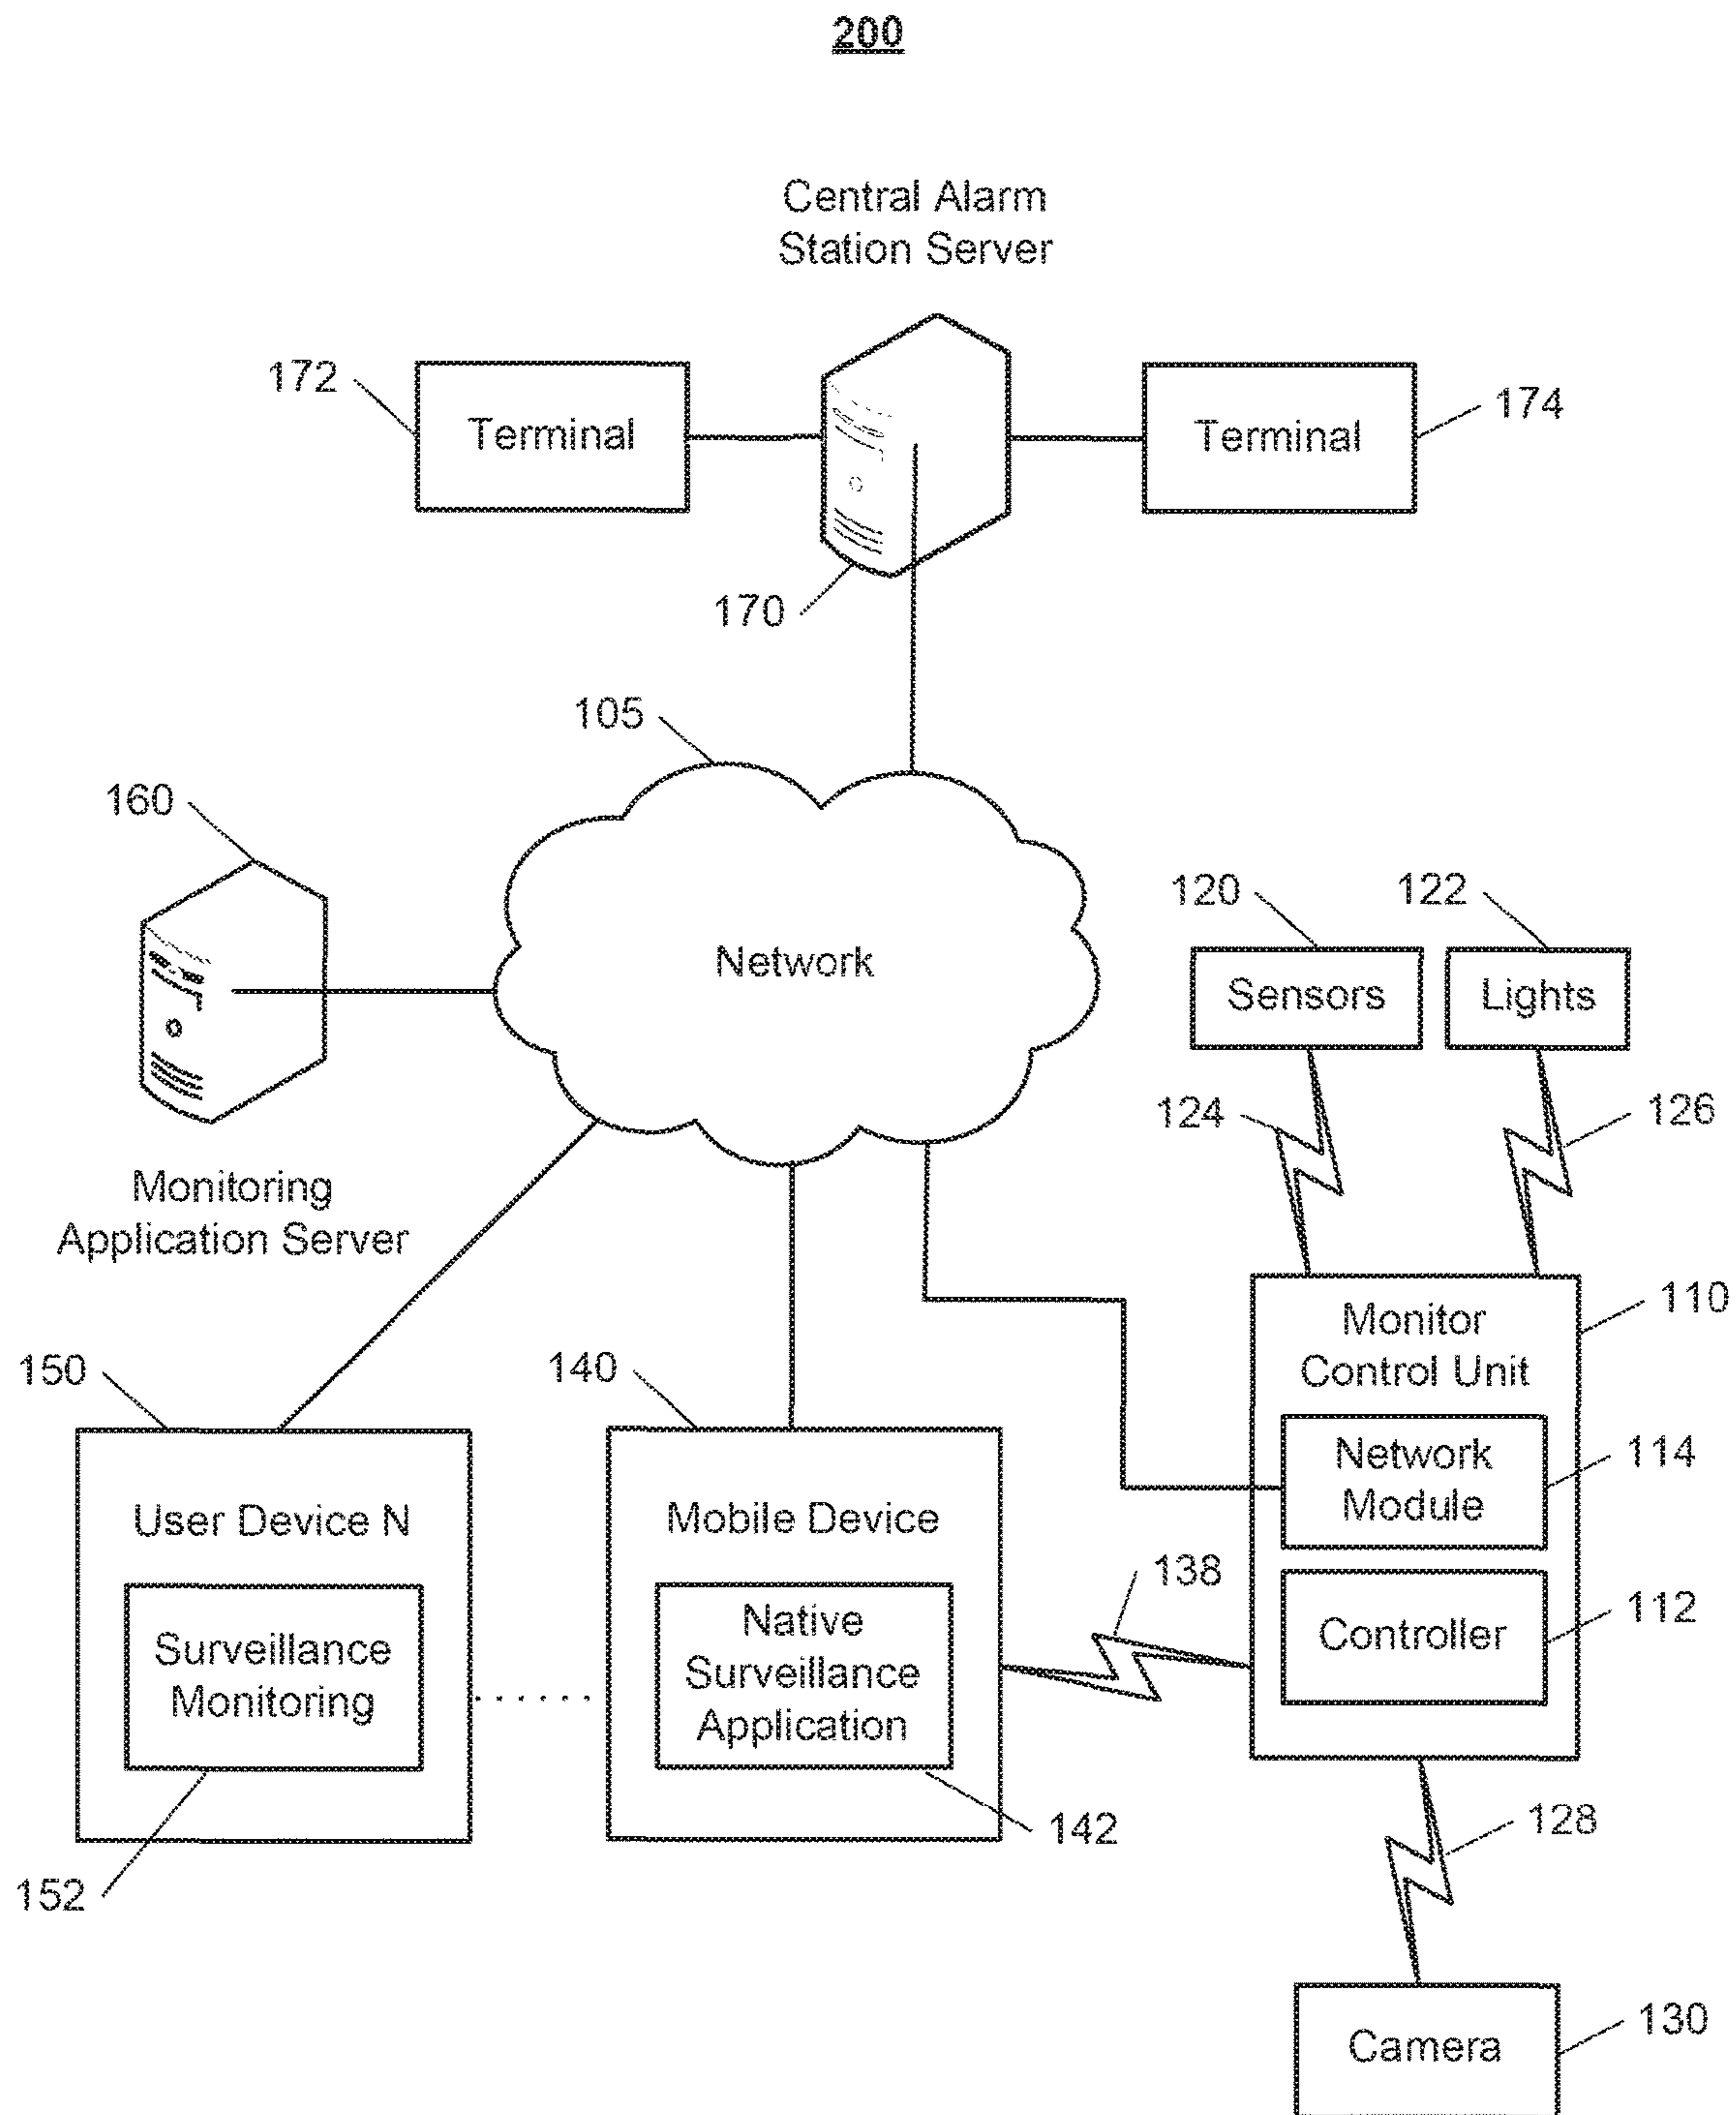 200
Central Alarm
Station Server
172
Terminal
Terminal
174
170
105
160
Network
120
122
Sensors
Lights
124
126
Monitoring
Application Server
110
Monitor
Control Unit
150
140
Network
Module
114
User Device N
Mobile Device
138
Controller
112
Surveillance
Monitoring
Native
Surveillance
Application
142
128
152
Camera
130